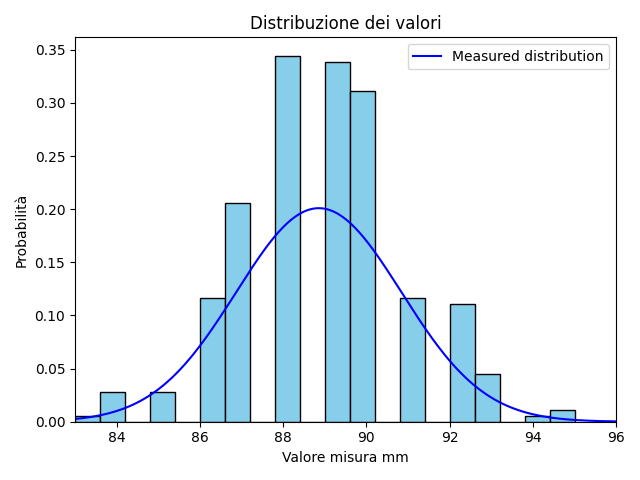 Distribuzione dei valori
Measured distribution
Probabilità
0.35
0.30
0.25
0.20
0.15
0.10
0.05
0.00
84 86 88 90 92 94 96
Valore misura mm